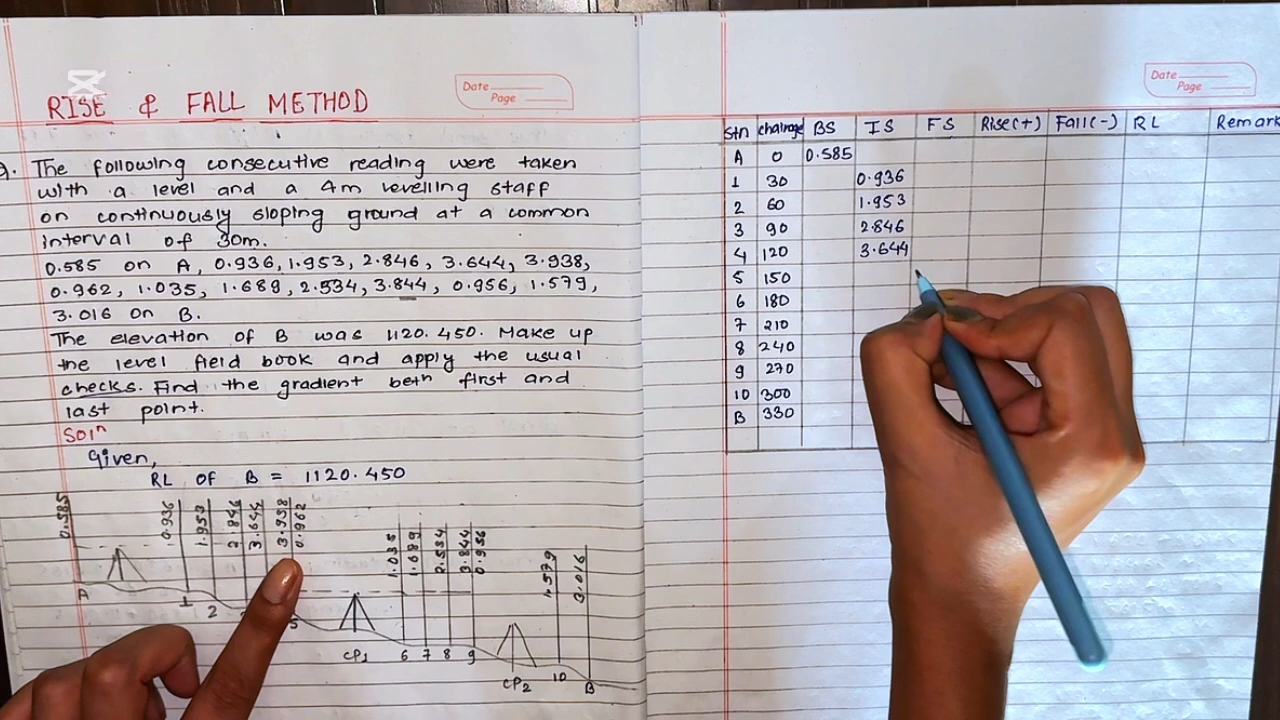 RISE & FALL METHOD
Date
Page
Q. The following consecutive reading were taken
with a level and a 4m levelling staff
on continuously sloping ground at a common
interval of 30m.
0.585 on A, 0.936, 1.953, 2.846, 3.644, 3.938,
0.962, 1.035, 1.689, 2.534, 3.844, 0.956, 1.579,
3.016 on B.
The elevation of B was 1120.450. Make up
the level field book and apply the usual
checks. Find the gradient betn first and
last point.
Soln
Given,
RL OF B = 1120.450
0.585 0.936 1.953 2.846 3.644 3.938 0.962 1.035 1.689 2.534 3.844 0.956 1.579 3.016
A 1 2 5 CP1 6 7 8 9 CP2 10 B
Date
Page
Stn chainage BS IS FS Rise(+) Fall(-) RL Remark
A 0 0.585
1 30 0.936
2 60 1.953
3 90 2.846
4 120 3.644
5 150
6 180
7 210
8 240
9 270
10 300
B 330